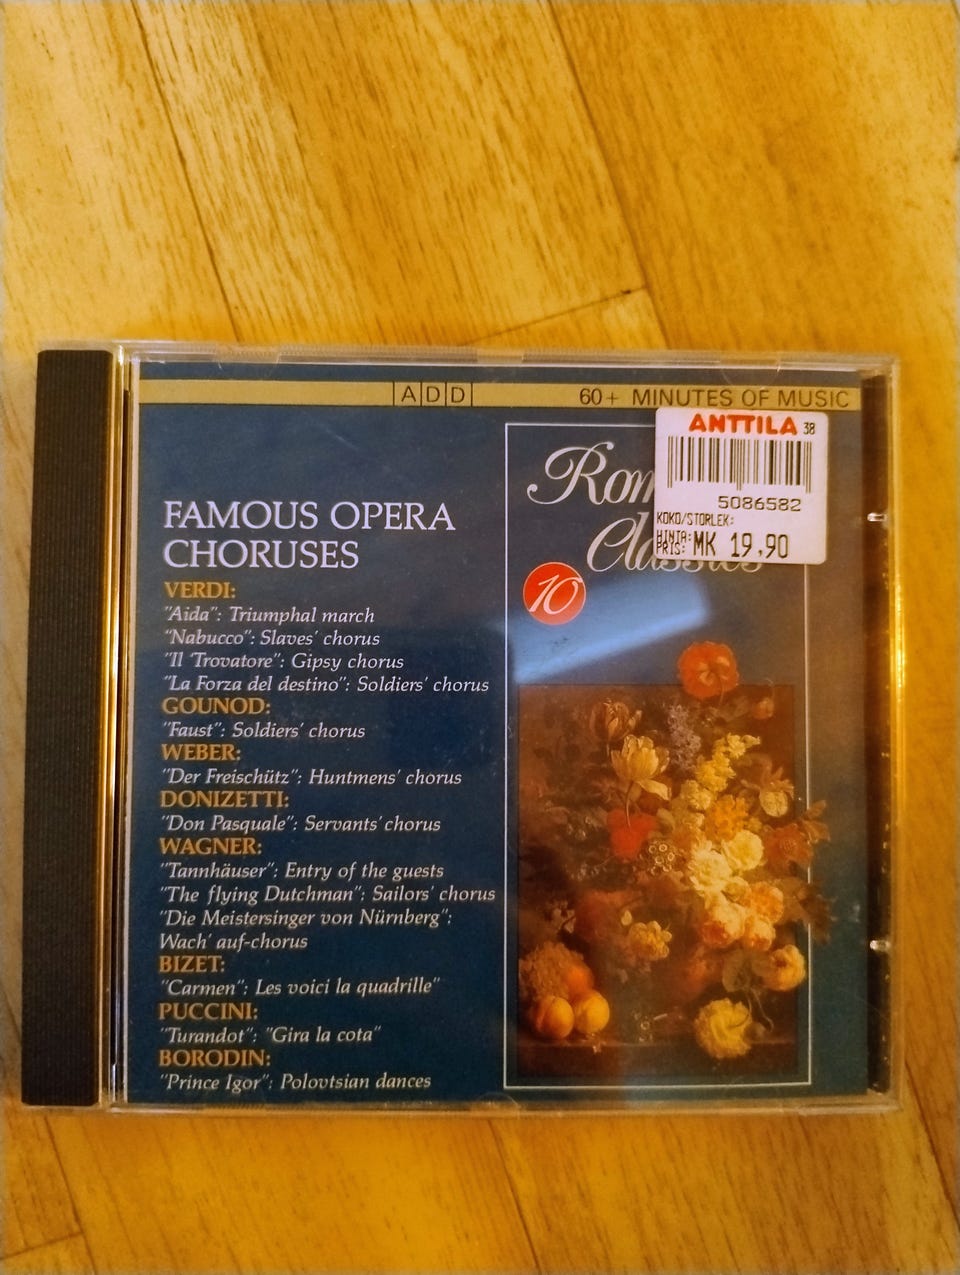 ADD
60+ MINUTES OF MUSIC
ANTTILA 38
5086582
KOKO/STORLEK:
HINTA:
PRIS: MK 19,90
Rom
Classics
10
FAMOUS OPERA
CHORUSES
VERDI:
"Aida": Triumphal march
"Nabucco": Slaves' chorus
"Il Trovatore": Gipsy chorus
"La Forza del destino": Soldiers' chorus
GOUNOD:
"Faust": Soldiers' chorus
WEBER:
"Der Freischütz": Huntmens' chorus
DONIZETTI:
"Don Pasquale": Servants' chorus
WAGNER:
"Tannhäuser": Entry of the guests
"The flying Dutchman": Sailors' chorus
"Die Meistersinger von Nürnberg":
Wach' auf-chorus
BIZET:
"Carmen": Les voici la quadrille"
PUCCINI:
"Turandot": "Gira la cota"
BORODIN:
"Prince Igor": Polovtsian dances